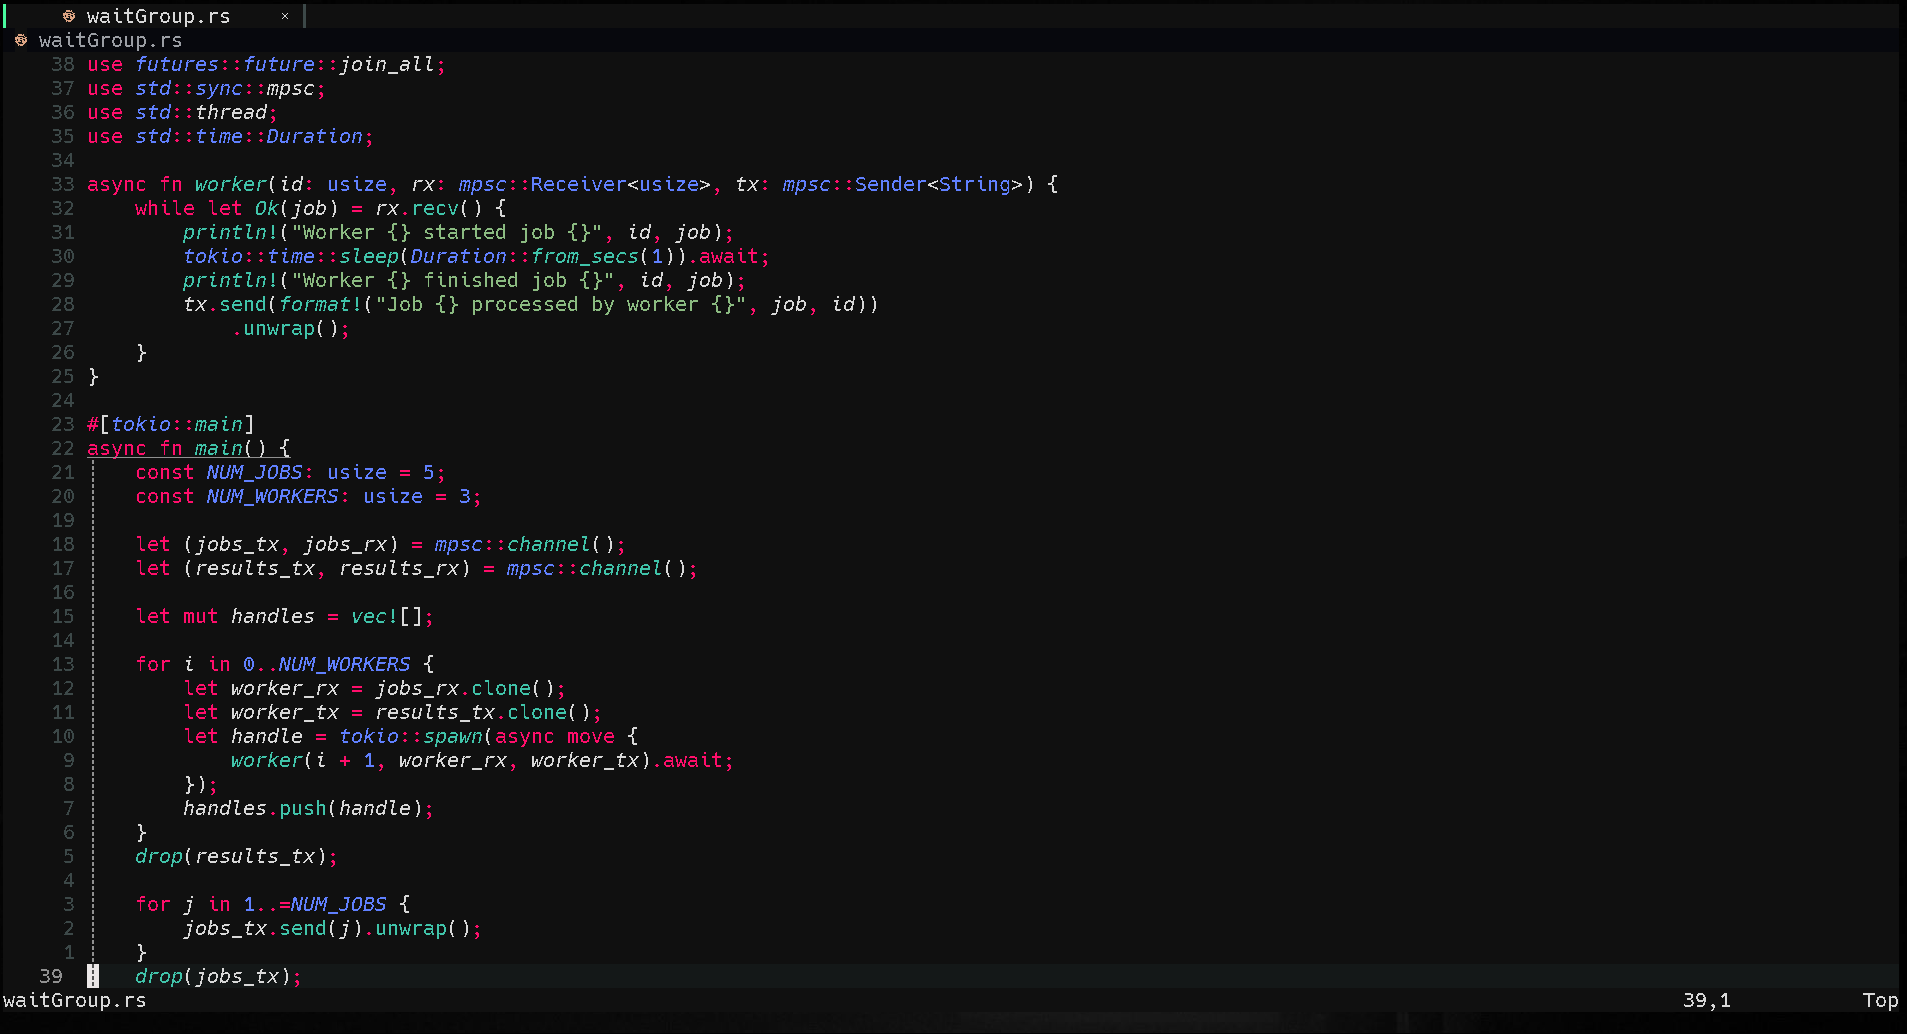 waitGroup.rs ×
waitGroup.rs
38 use futures::future::join_all;
37 use std::sync::mpsc;
36 use std::thread;
35 use std::time::Duration;
34
33 async fn worker(id: usize, rx: mpsc::Receiver<usize>, tx: mpsc::Sender<String>) {
32     while let Ok(job) = rx.recv() {
31         println!("Worker {} started job {}", id, job);
30         tokio::time::sleep(Duration::from_secs(1)).await;
29         println!("Worker {} finished job {}", id, job);
28         tx.send(format!("Job {} processed by worker {}", job, id))
27             .unwrap();
26     }
25 }
24
23 #[tokio::main]
22 async fn main() {
21     const NUM_JOBS: usize = 5;
20     const NUM_WORKERS: usize = 3;
19
18     let (jobs_tx, jobs_rx) = mpsc::channel();
17     let (results_tx, results_rx) = mpsc::channel();
16
15     let mut handles = vec![];
14
13     for i in 0..NUM_WORKERS {
12         let worker_rx = jobs_rx.clone();
11         let worker_tx = results_tx.clone();
10         let handle = tokio::spawn(async move {
9             worker(i + 1, worker_rx, worker_tx).await;
8         });
7         handles.push(handle);
6     }
5     drop(results_tx);
4
3     for j in 1..=NUM_JOBS {
2         jobs_tx.send(j).unwrap();
1     }
39     drop(jobs_tx);
waitGroup.rs 39,1 Top